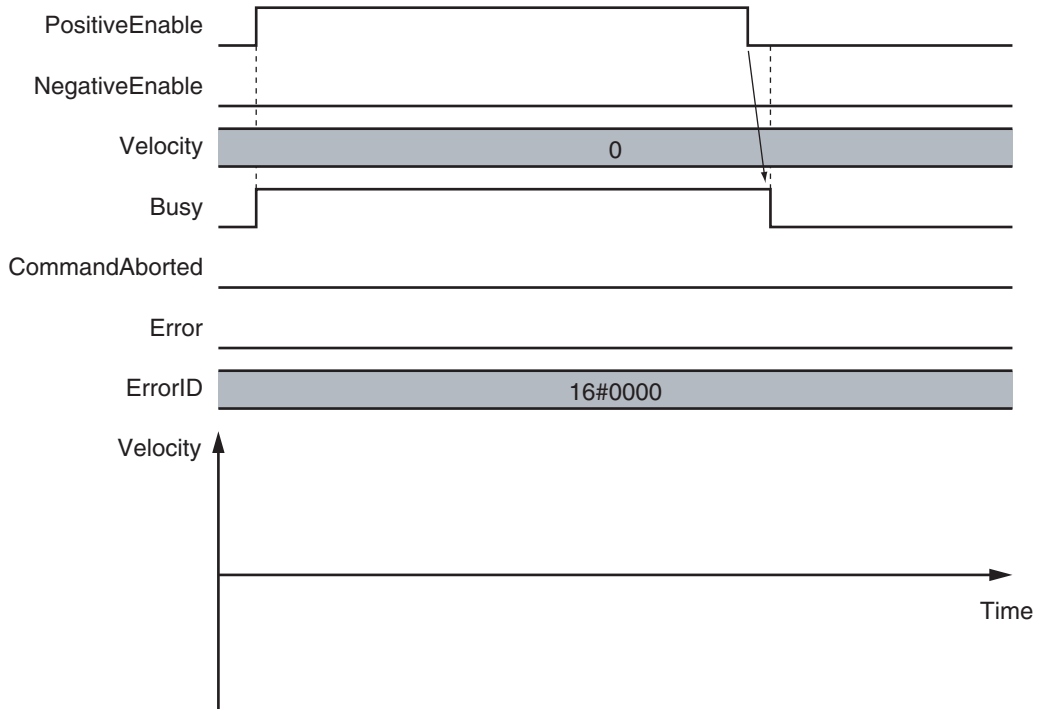 PositiveEnable
NegativeEnable
Velocity
0
Busy
CommandAborted
Error
ErrorID
16#0000
Velocity
Time